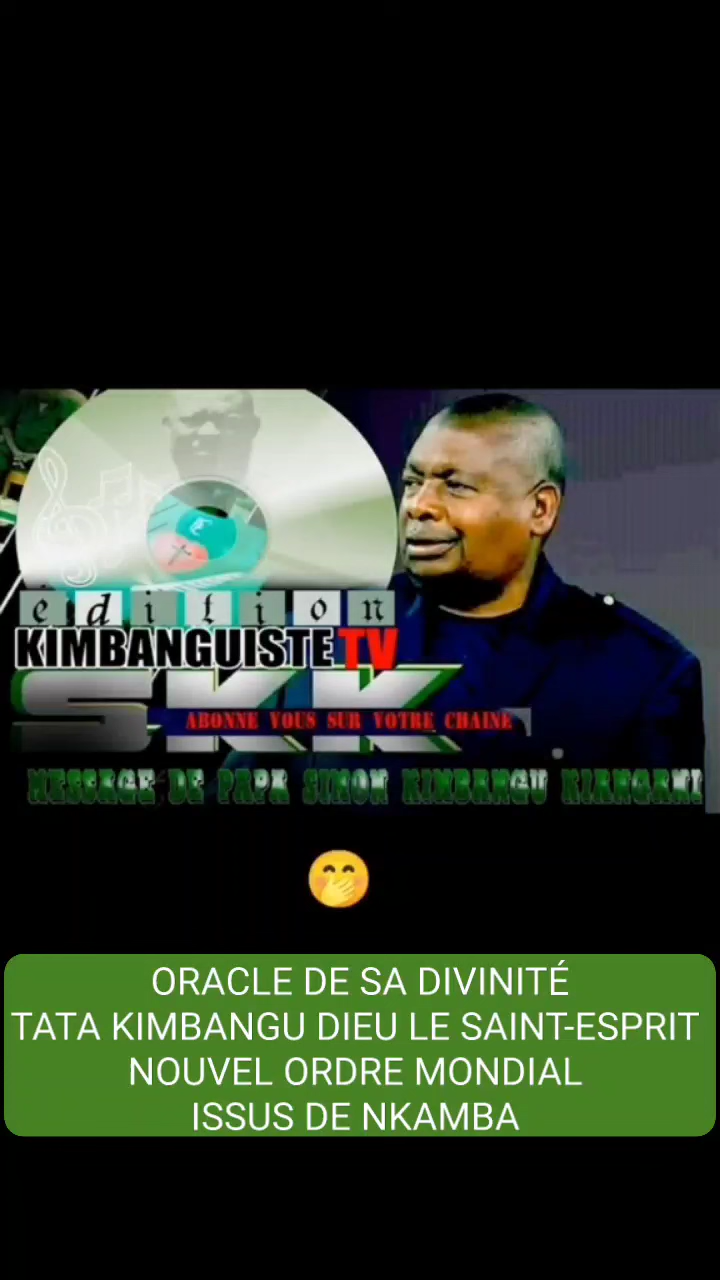 édition
KIMBANGUISTE TV
SKK
ABONNE VOUS SUR VOTRE CHAINE
MESSAGE DE PAPA SIMON KIMBANGU KIANGANI
ORACLE DE SA DIVINITÉ
TATA KIMBANGU DIEU LE SAINT-ESPRIT
NOUVEL ORDRE MONDIAL
ISSUS DE NKAMBA